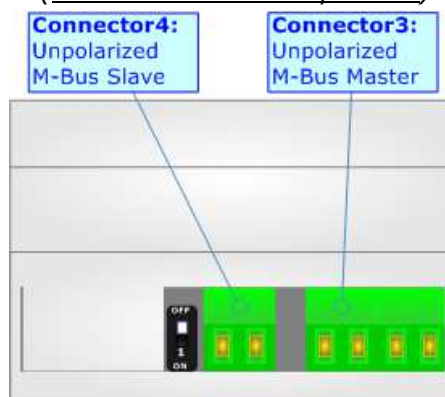 Connector4:
Unpolarized
M-Bus Slave
Connector3:
Unpolarized
M-Bus Master
OFF
1
ON